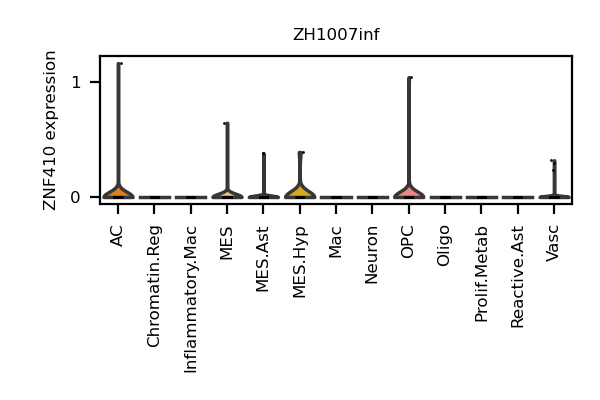 ZH1007inf
ZNF410 expression
1
0
AC
Chromatin.Reg
Inflammatory.Mac
MES
MES.Ast
MES.Hyp
Mac
Neuron
OPC
Oligo
Prolif.Metab
Reactive.Ast
Vasc